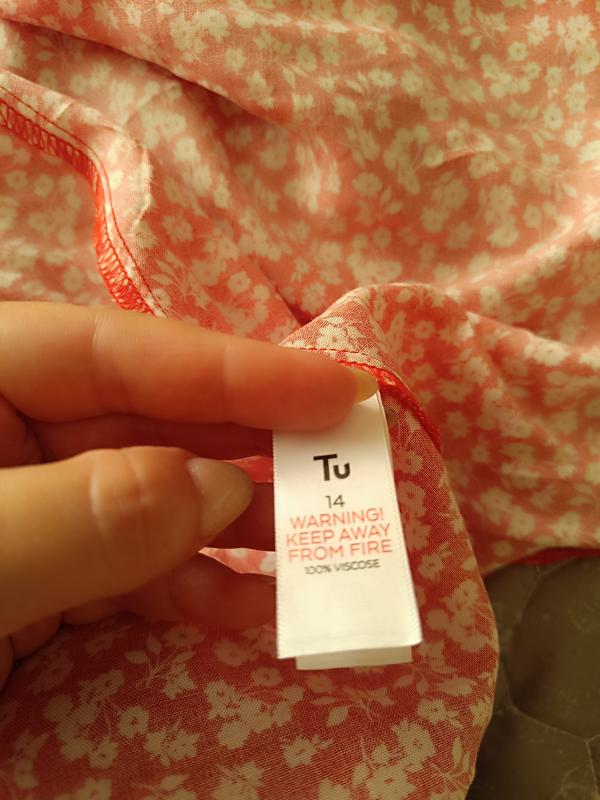 Tu
14
WARNING!
KEEP AWAY
FROM FIRE
100% VISCOSE